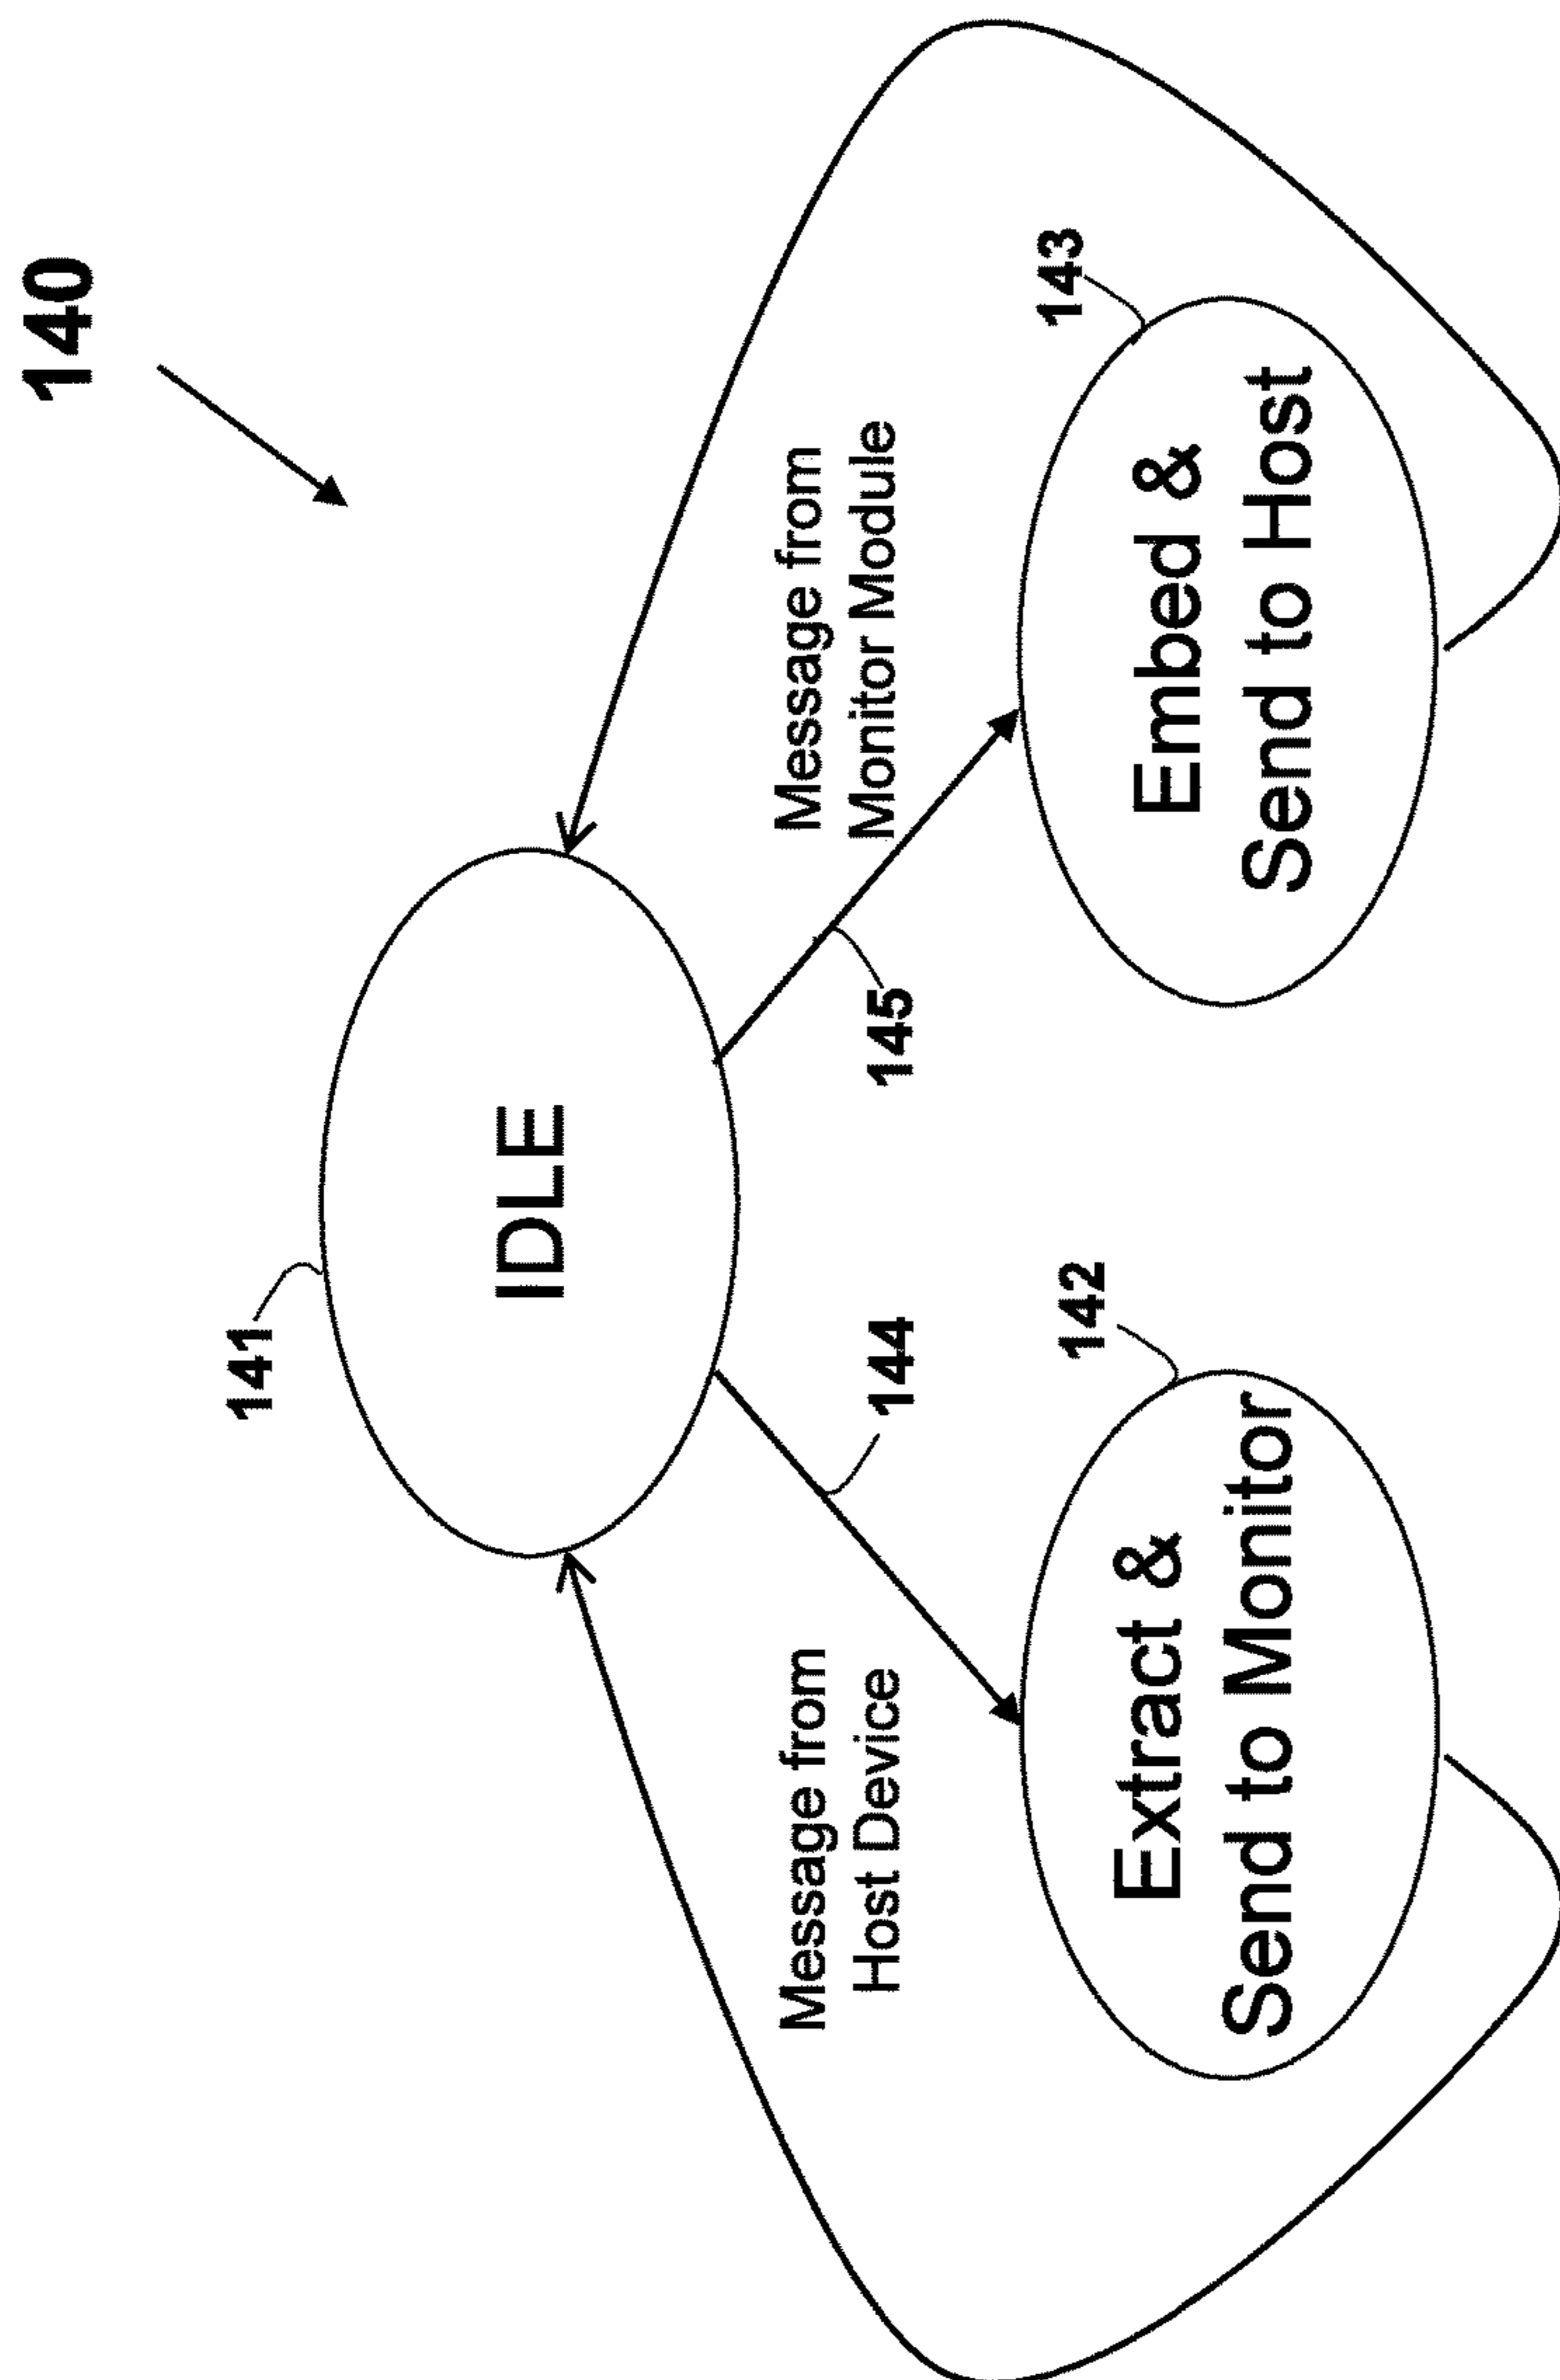 140
141
IDLE
144
145
Message from
Host Device
Message from
Monitor Module
142
Extract &
Send to Monitor
143
Embed &
Send to Host